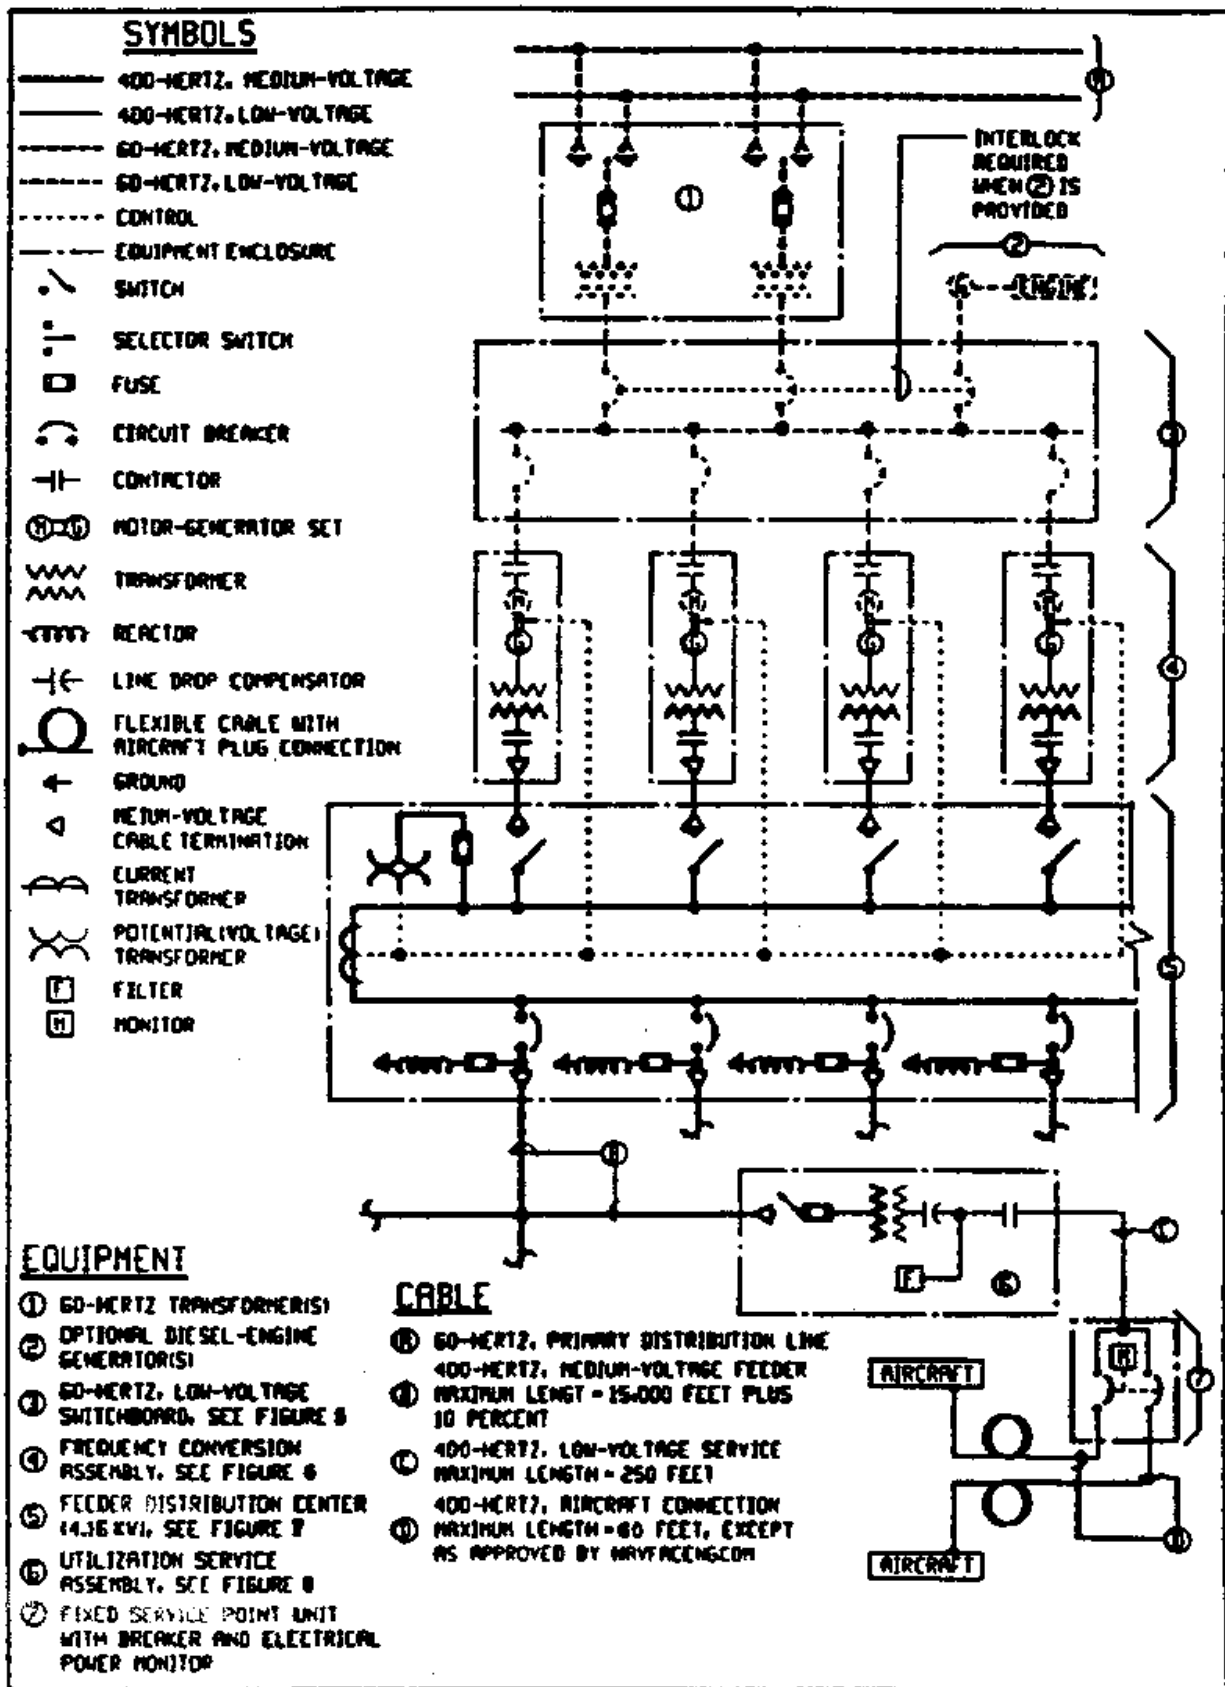 SYMBOLS
400-HERTZ, MEDIUM-VOLTAGE
400-HERTZ, LOW-VOLTAGE
60-HERTZ, MEDIUM-VOLTAGE
60-HERTZ, LOW-VOLTAGE
CONTROL
EQUIPMENT ENCLOSURE
SWITCH
SELECTOR SWITCH
FUSE
CIRCUIT BREAKER
CONTACTOR
M G MOTOR-GENERATOR SET
TRANSFORMER
REACTOR
LINE DROP COMPENSATOR
FLEXIBLE CABLE WITH
AIRCRAFT PLUG CONNECTION
GROUND
METUM-VOLTAGE
CABLE TERMINATION
CURRENT
TRANSFORMER
POTENTIAL(VOLTAGE)
TRANSFORMER
F FILTER
M MONITOR
A
INTERLOCK
REQUIRED
WHEN 2 IS
PROVIDED
1
2
G ENGINE
3
M M M M
G G G G
4
5
B
F
6
C
M
7
AIRCRAFT
AIRCRAFT
D
EQUIPMENT
1 60-HERTZ TRANSFORMER(S)
2 OPTIONAL DIESEL-ENGINE
GENERATOR(S)
3 60-HERTZ, LOW-VOLTAGE
SWITCHBOARD, SEE FIGURE 5
4 FREQUENCY CONVERSION
ASSEMBLY, SEE FIGURE 6
5 FEEDER DISTRIBUTION CENTER
(4.16 KV), SEE FIGURE 7
6 UTILIZATION SERVICE
ASSEMBLY, SEE FIGURE 8
7 FIXED SERVICE POINT UNIT
WITH BREAKER AND ELECTRICAL
POWER MONITOR
CABLE
A 60-HERTZ, PRIMARY DISTRIBUTION LINE
400-HERTZ, MEDIUM-VOLTAGE FEEDER
B MAXIMUM LENGT = 15,000 FEET PLUS
10 PERCENT
C 400-HERTZ, LOW-VOLTAGE SERVICE
MAXIMUM LENGTH = 250 FEET
400-HERTZ, AIRCRAFT CONNECTION
D MAXIMUM LENGTH = 60 FEET, EXCEPT
AS APPROVED BY NAVFACENGCOM